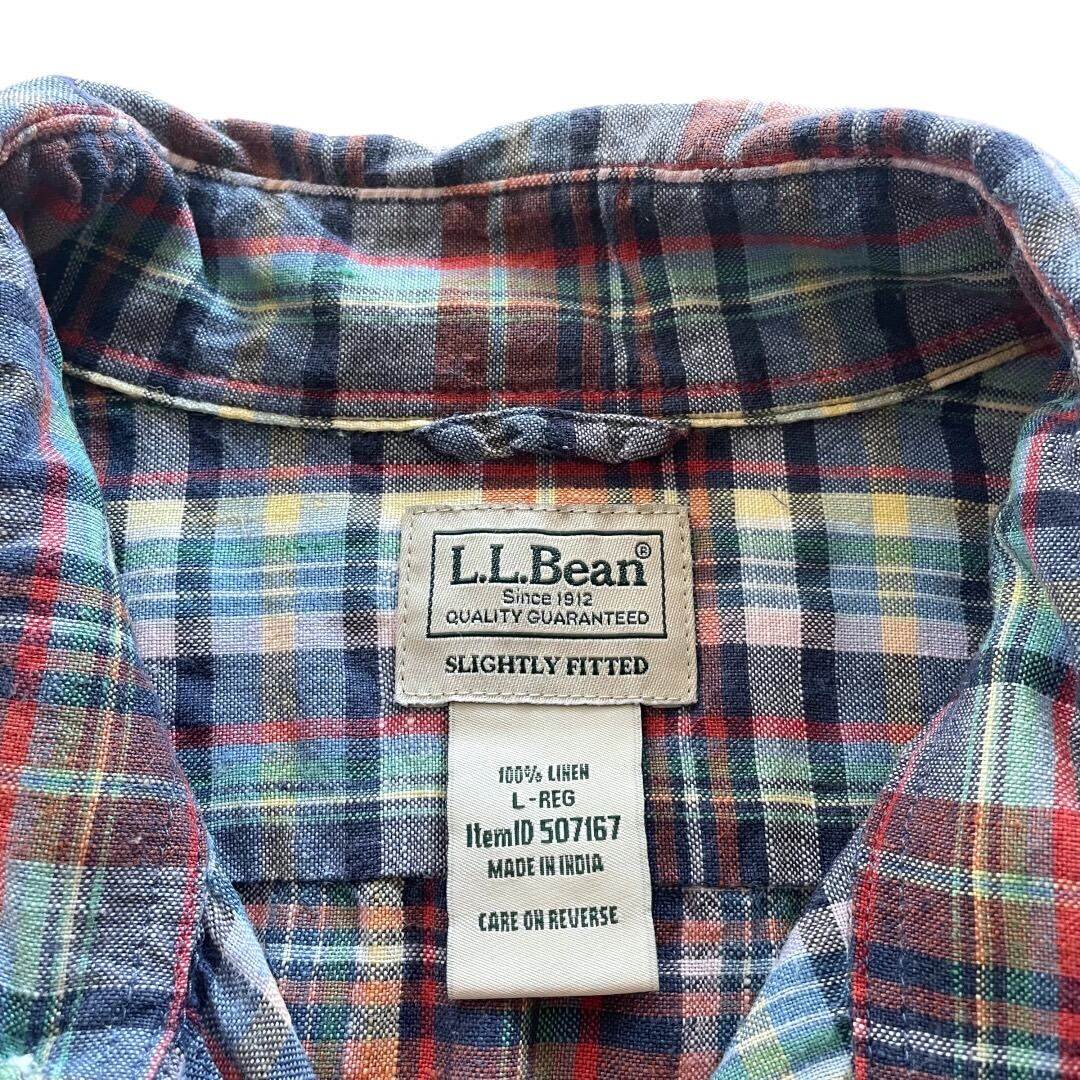 L.L.Bean®
Since 1912
QUALITY GUARANTEED
SLIGHTLY FITTED
100% LINEN
L-REG
ItemID 507167
MADE IN INDIA
CARE ON REVERSE